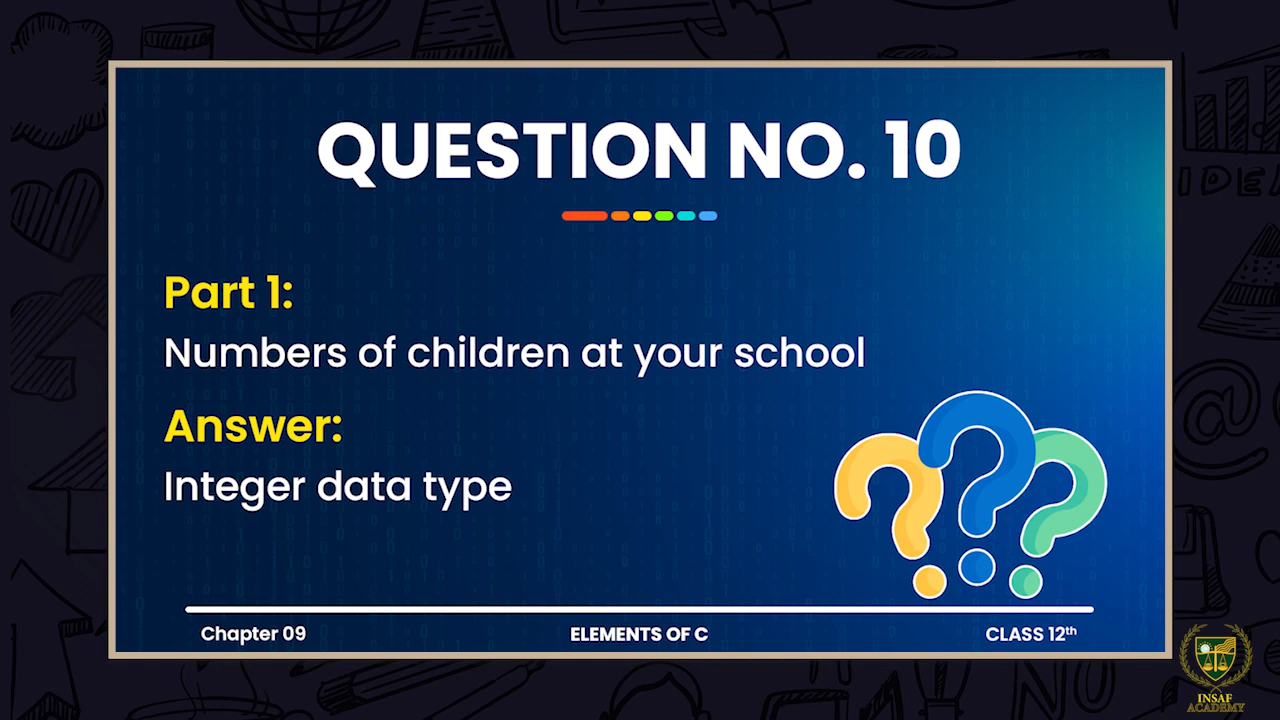 QUESTION NO. 10
Part 1:
Numbers of children at your school
Answer:
Integer data type
Chapter 09
ELEMENTS OF C
CLASS 12th
IDEA
INSAF
ACADEMY